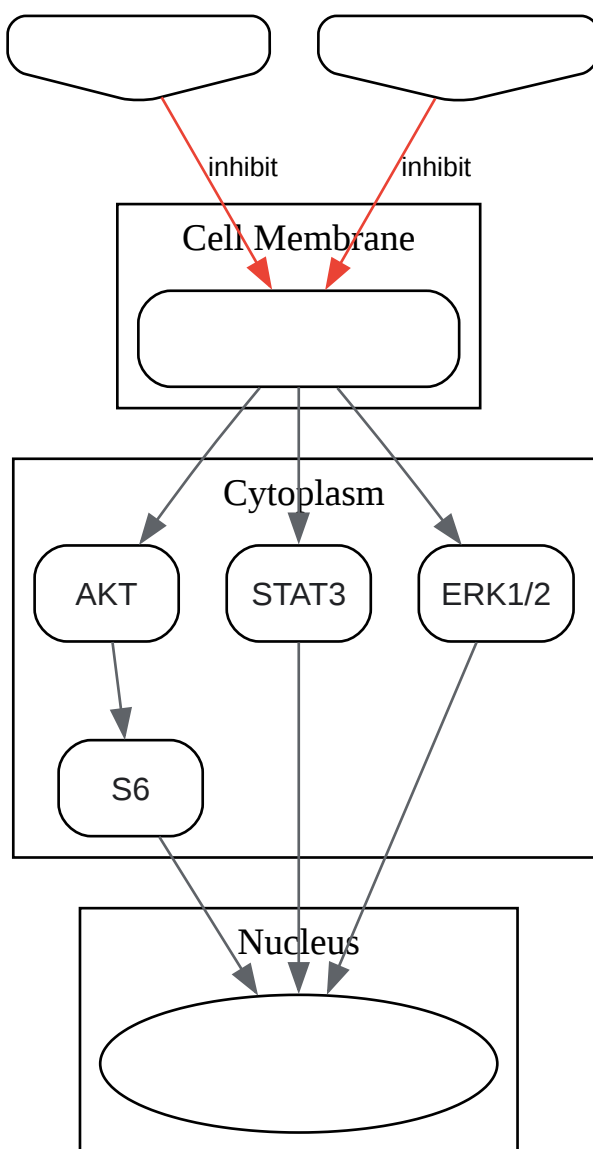 inhibit
inhibit
Cell Membrane
Cytoplasm
AKT
STAT3
ERK1/2
S6
Nucleus